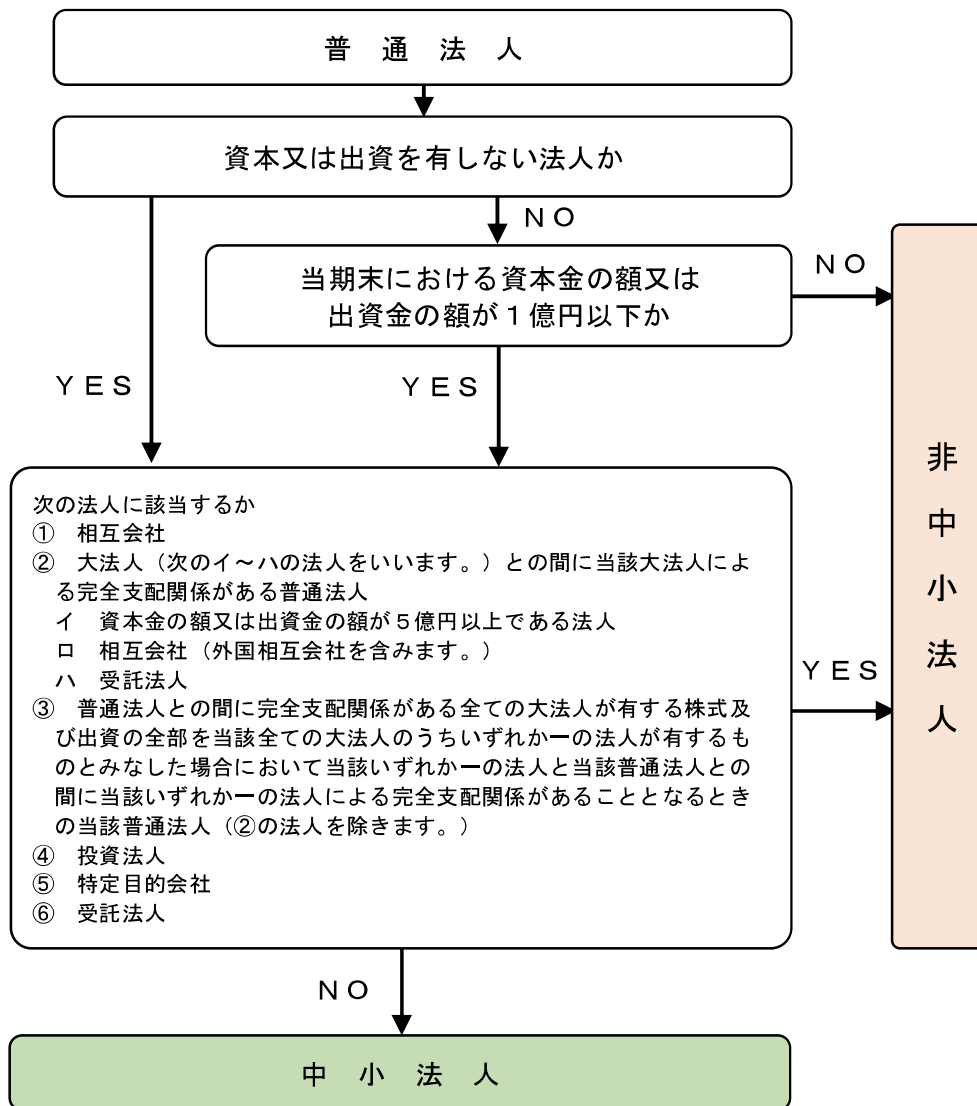 普　通　法　人
資本又は出資を有しない法人か
ＮＯ
当期末における資本金の額又は
出資金の額が１億円以下か
ＮＯ
ＹＥＳ
ＹＥＳ
次の法人に該当するか
①　相互会社
②　大法人（次のイ～ハの法人をいいます。）との間に当該大法人によ
る完全支配関係がある普通法人
イ　資本金の額又は出資金の額が５億円以上である法人
ロ　相互会社（外国相互会社を含みます。）
ハ　受託法人
③　普通法人との間に完全支配関係がある全ての大法人が有する株式及
び出資の全部を当該全ての大法人のうちいずれか一の法人が有するも
のとみなした場合において当該いずれか一の法人と当該普通法人との
間に当該いずれか一の法人による完全支配関係があることとなるとき
の当該普通法人（②の法人を除きます。）
④　投資法人
⑤　特定目的会社
⑥　受託法人
ＹＥＳ
非中小法人
ＮＯ
中　小　法　人